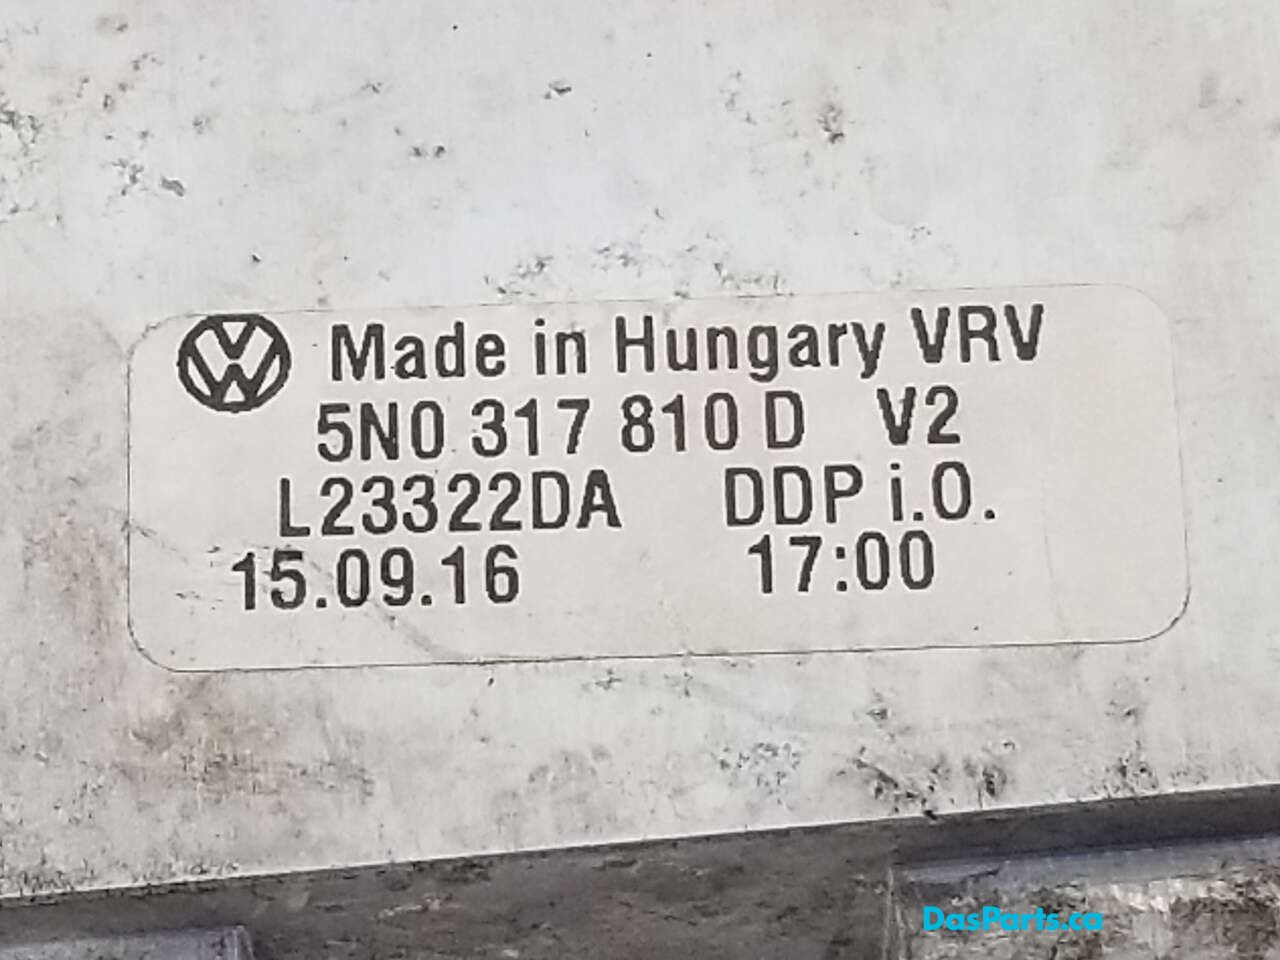 Made in Hungary VRV
5N0 317 810 D V2
L23322DA DDP i.O.
15.09.16 17:00
DasParts.ca